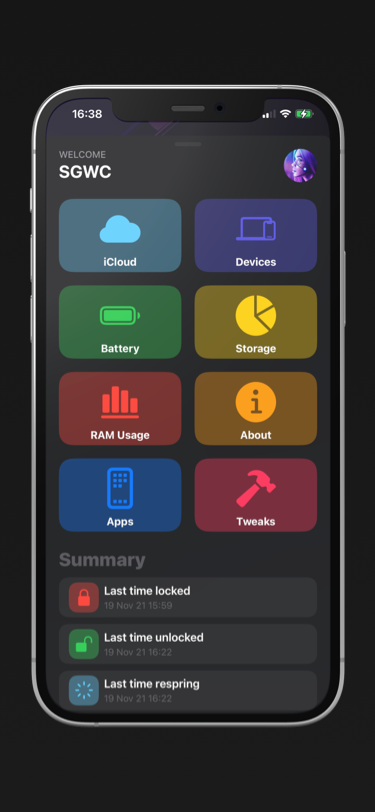 16:38
WELCOME
SGWC
iCloud
Devices
Battery
Storage
RAM Usage
About
Apps
Tweaks
Summary
Last time locked
19 Nov 21 15:59
Last time unlocked
19 Nov 21 16:22
Last time respring
19 Nov 21 16:22